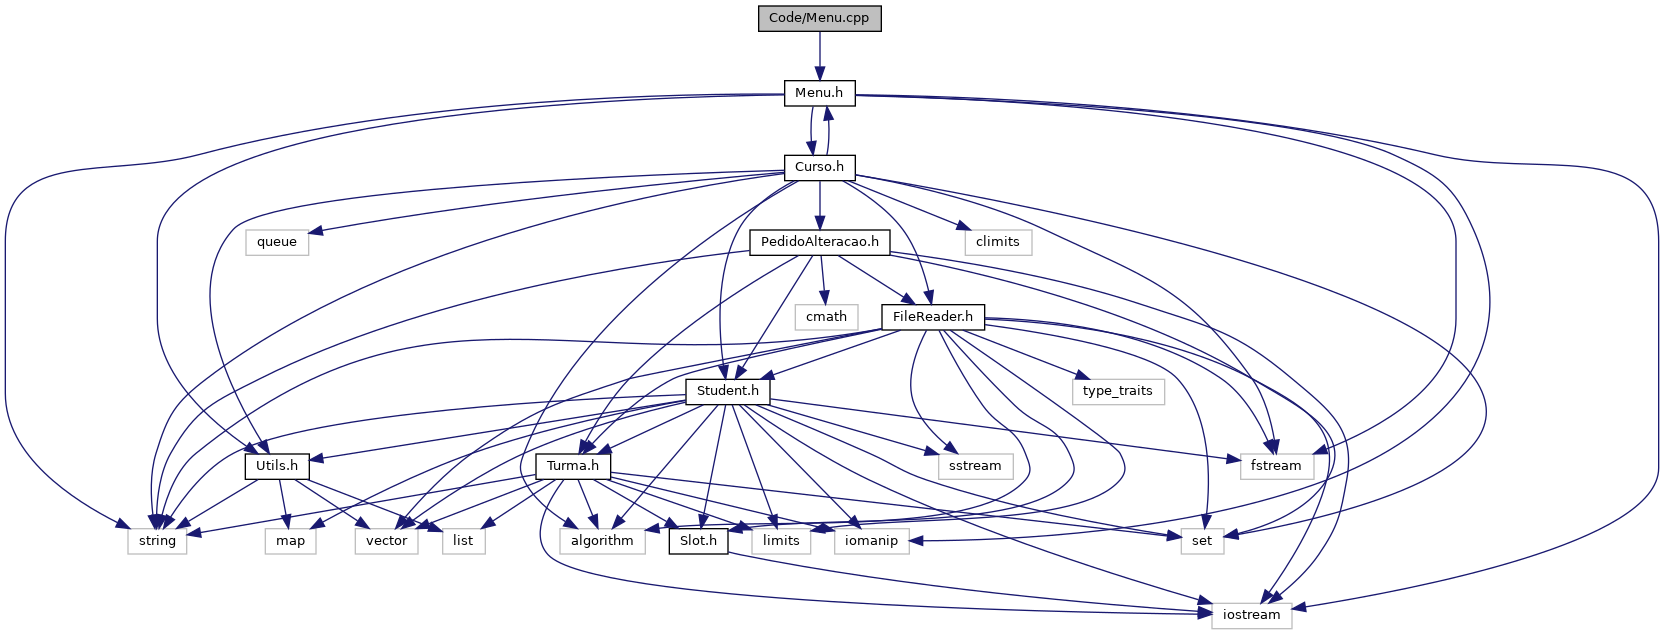 Code/Menu.cpp
Menu.h
Curso.h
queue
PedidoAlteracao.h
climits
cmath
FileReader.h
Student.h
type_traits
Utils.h
Turma.h
sstream
fstream
string
map
vector
list
algorithm
Slot.h
limits
iomanip
set
iostream